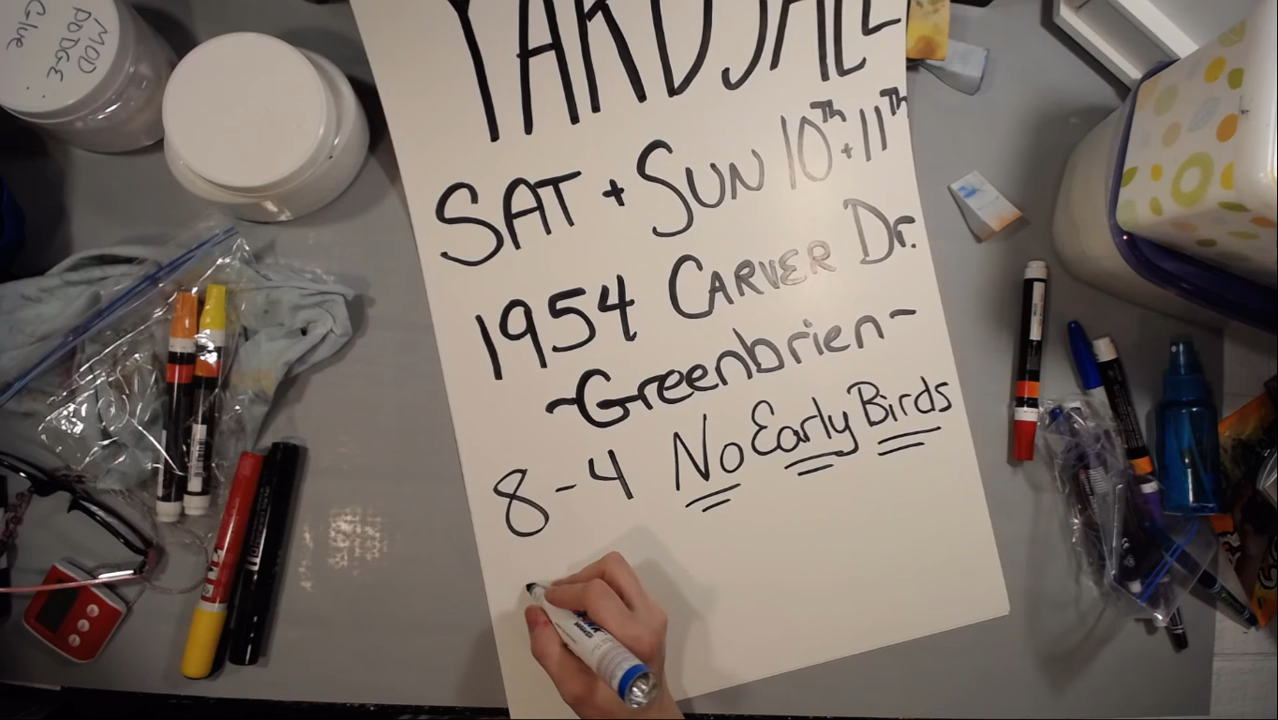 MOD
PODGE
Glue
YARDSALE
SAT + SUN 10Th + 11Th
1954 CARVER Dr.
~Greenbrien~
8-4 No Early Birds